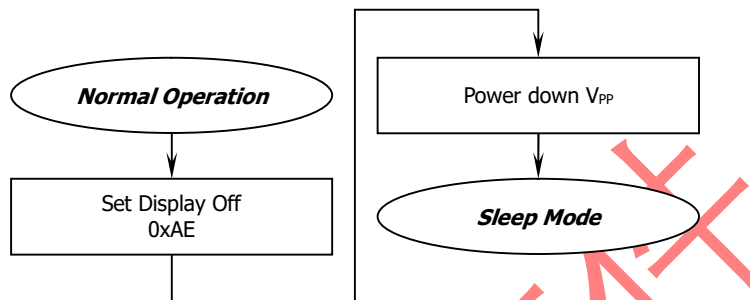 Normal Operation
Set Display Off
0xAE
Power down VPP
Sleep Mode